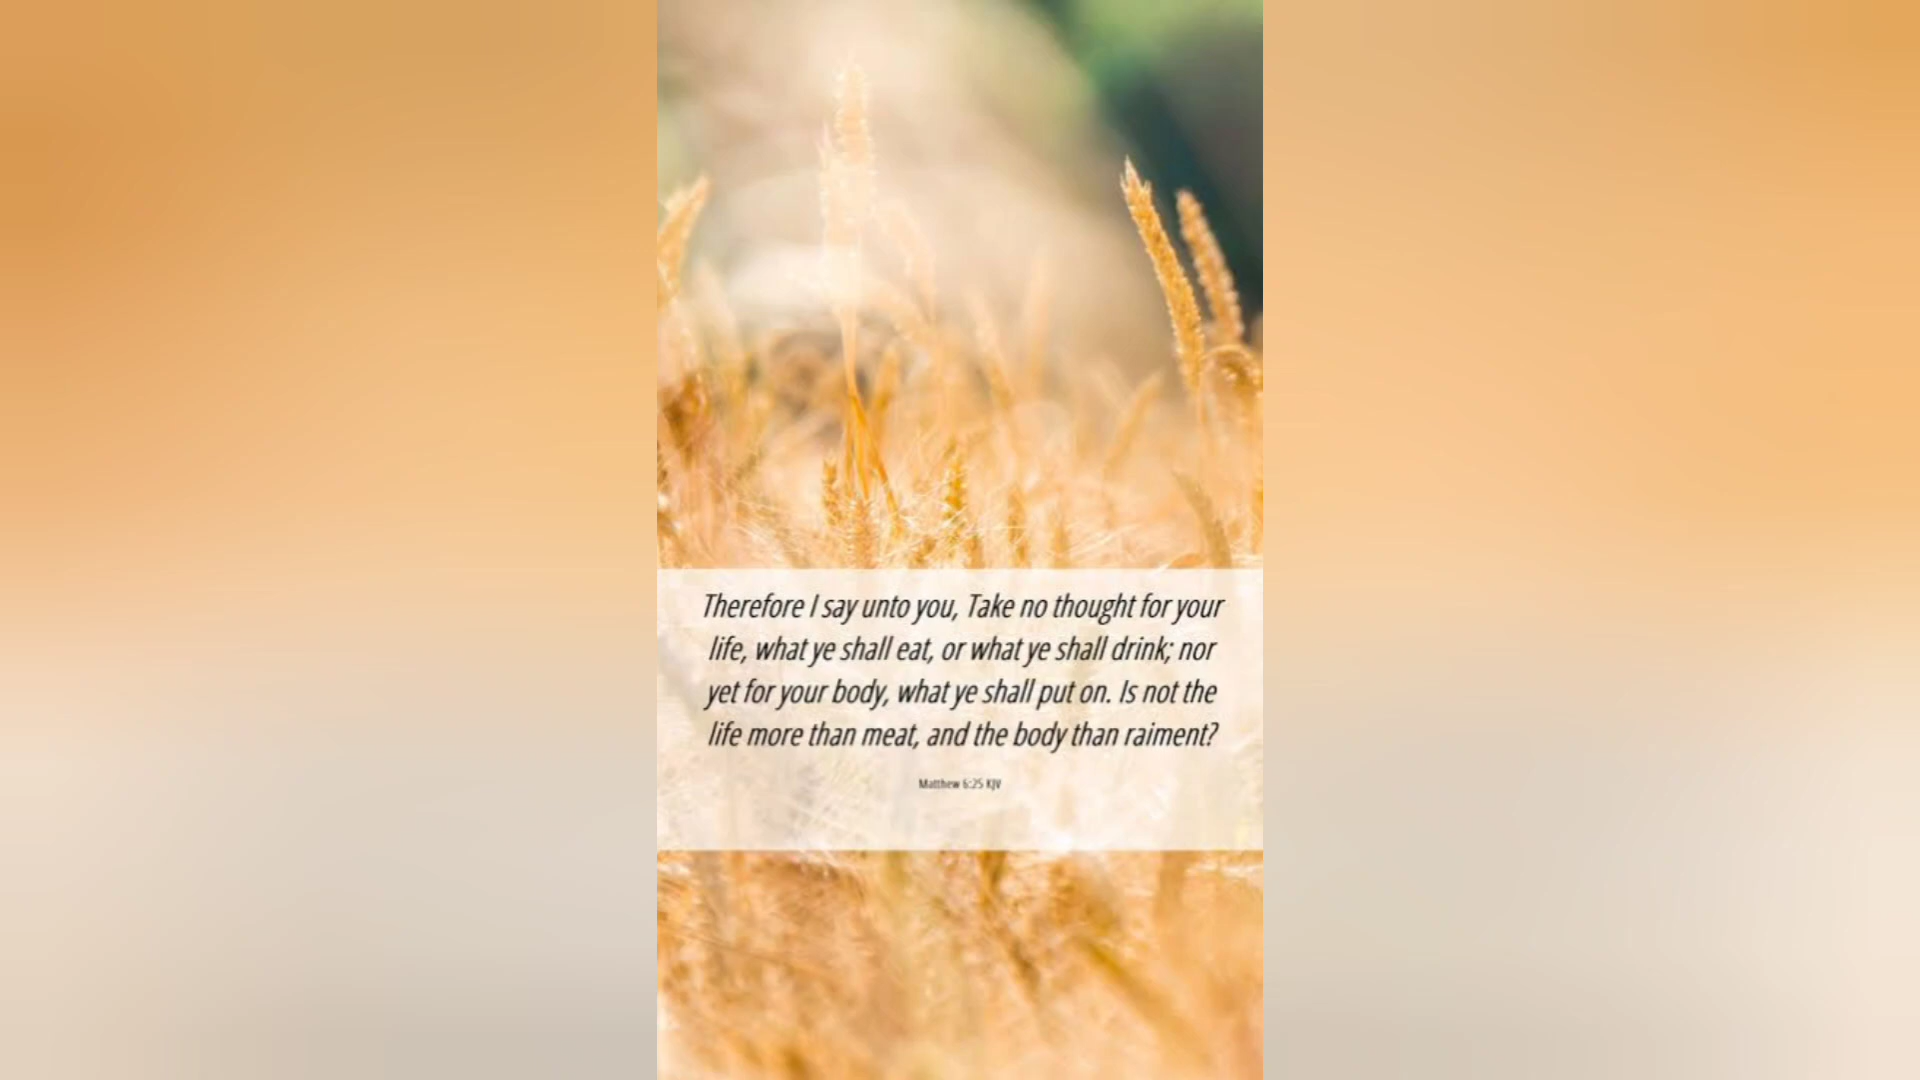 Therefore I say unto you, Take no thought for your
life, what ye shall eat, or what ye shall drink; nor
yet for your body, what ye shall put on. Is not the
life more than meat, and the body than raiment?
Matthew 6:25 KJV